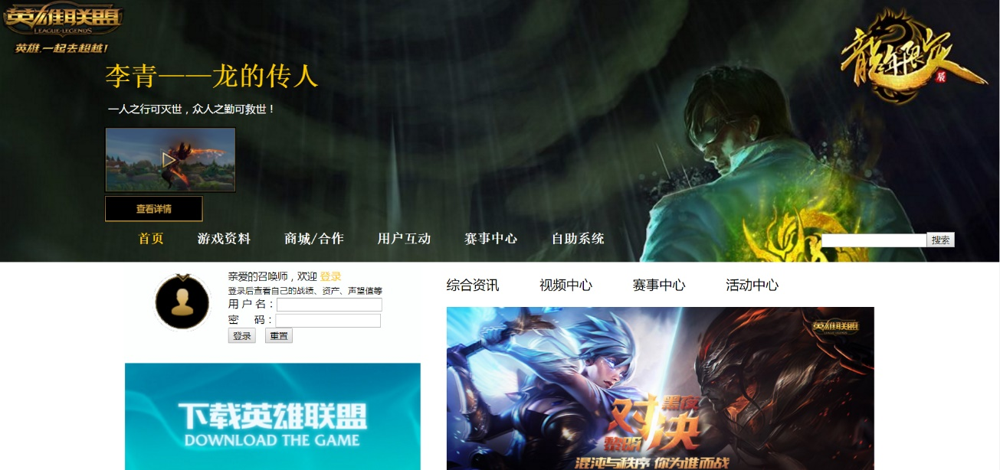 英雄联盟
LEAGUE OF LEGENDS
英雄,一起去超越!
龍年限定
辰
李青——龙的传人
一人之行可灭世，众人之勤可救世！
查看详情
首页 游戏资料 商城/合作 用户互动 赛事中心 自助系统 搜索
亲爱的召唤师，欢迎 登录
登录后查看自己的战绩、资产、声望值等
用 户 名：
密 码：
登录 重置
综合资讯 视频中心 赛事中心 活动中心
下载英雄联盟
DOWNLOAD THE GAME
英雄联盟
黑夜
对决
黎明
混沌与秩序 你为谁而战